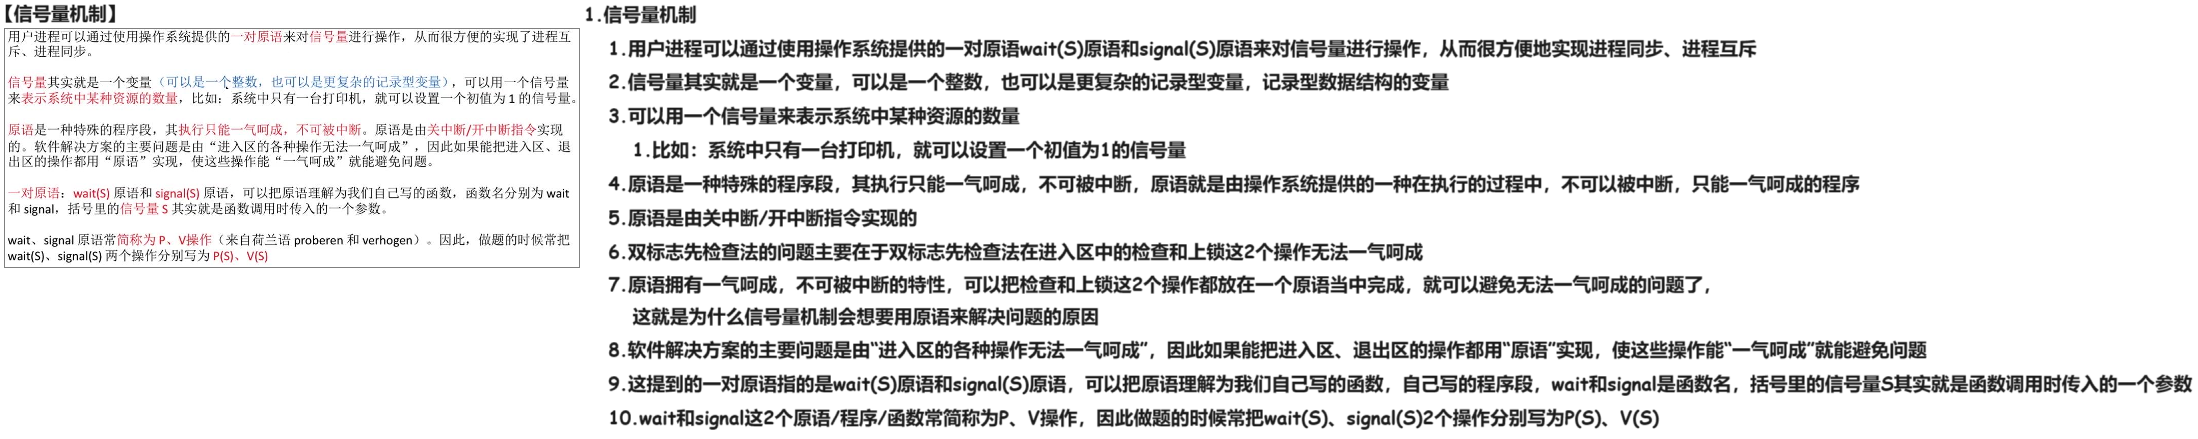 【信号量机制】
用户进程可以通过使用操作系统提供的一对原语来对信号量进行操作，从而很方便的实现了进程互
斥、进程同步。
信号量其实就是一个变量（可以是一个整数，也可以是更复杂的记录型变量），可以用一个信号量
来表示系统中某种资源的数量，比如：系统中只有一台打印机，就可以设置一个初值为 1 的信号量。
原语是一种特殊的程序段，其执行只能一气呵成，不可被中断。原语是由关中断/开中断指令实现
的。软件解决方案的主要问题是由“进入区的各种操作无法一气呵成”，因此如果能把进入区、退
出区的操作都用“原语”实现，使这些操作能“一气呵成”就能避免问题。
一对原语：wait(S) 原语和 signal(S) 原语，可以把原语理解为我们自己写的函数，函数名分别为 wait
和 signal，括号里的信号量 S 其实就是函数调用时传入的一个参数。
wait、signal 原语常简称为 P、V操作（来自荷兰语 proberen 和 verhogen）。因此，做题的时候常把
wait(S)、signal(S) 两个操作分别写为 P(S)、V(S)
1.信号量机制
1.用户进程可以通过使用操作系统提供的一对原语wait(S)原语和signal(S)原语来对信号量进行操作，从而很方便地实现进程同步、进程互斥
2.信号量其实就是一个变量，可以是一个整数，也可以是更复杂的记录型变量，记录型数据结构的变量
3.可以用一个信号量来表示系统中某种资源的数量
1.比如：系统中只有一台打印机，就可以设置一个初值为1的信号量
4.原语是一种特殊的程序段，其执行只能一气呵成，不可被中断，原语就是由操作系统提供的一种在执行的过程中，不可以被中断，只能一气呵成的程序
5.原语是由关中断/开中断指令实现的
6.双标志先检查法的问题主要在于双标志先检查法在进入区中的检查和上锁这2个操作无法一气呵成
7.原语拥有一气呵成，不可被中断的特性，可以把检查和上锁这2个操作都放在一个原语当中完成，就可以避免无法一气呵成的问题了，
这就是为什么信号量机制会想要用原语来解决问题的原因
8.软件解决方案的主要问题是由“进入区的各种操作无法一气呵成”，因此如果能把进入区、退出区的操作都用“原语”实现，使这些操作能“一气呵成”就能避免问题
9.这提到的一对原语指的是wait(S)原语和signal(S)原语，可以把原语理解为我们自己写的函数，自己写的程序段，wait和signal是函数名，括号里的信号量S其实就是函数调用时传入的一个参数
10.wait和signal这2个原语/程序/函数常简称为P、V操作，因此做题的时候常把wait(S)、signal(S)2个操作分别写为P(S)、V(S)